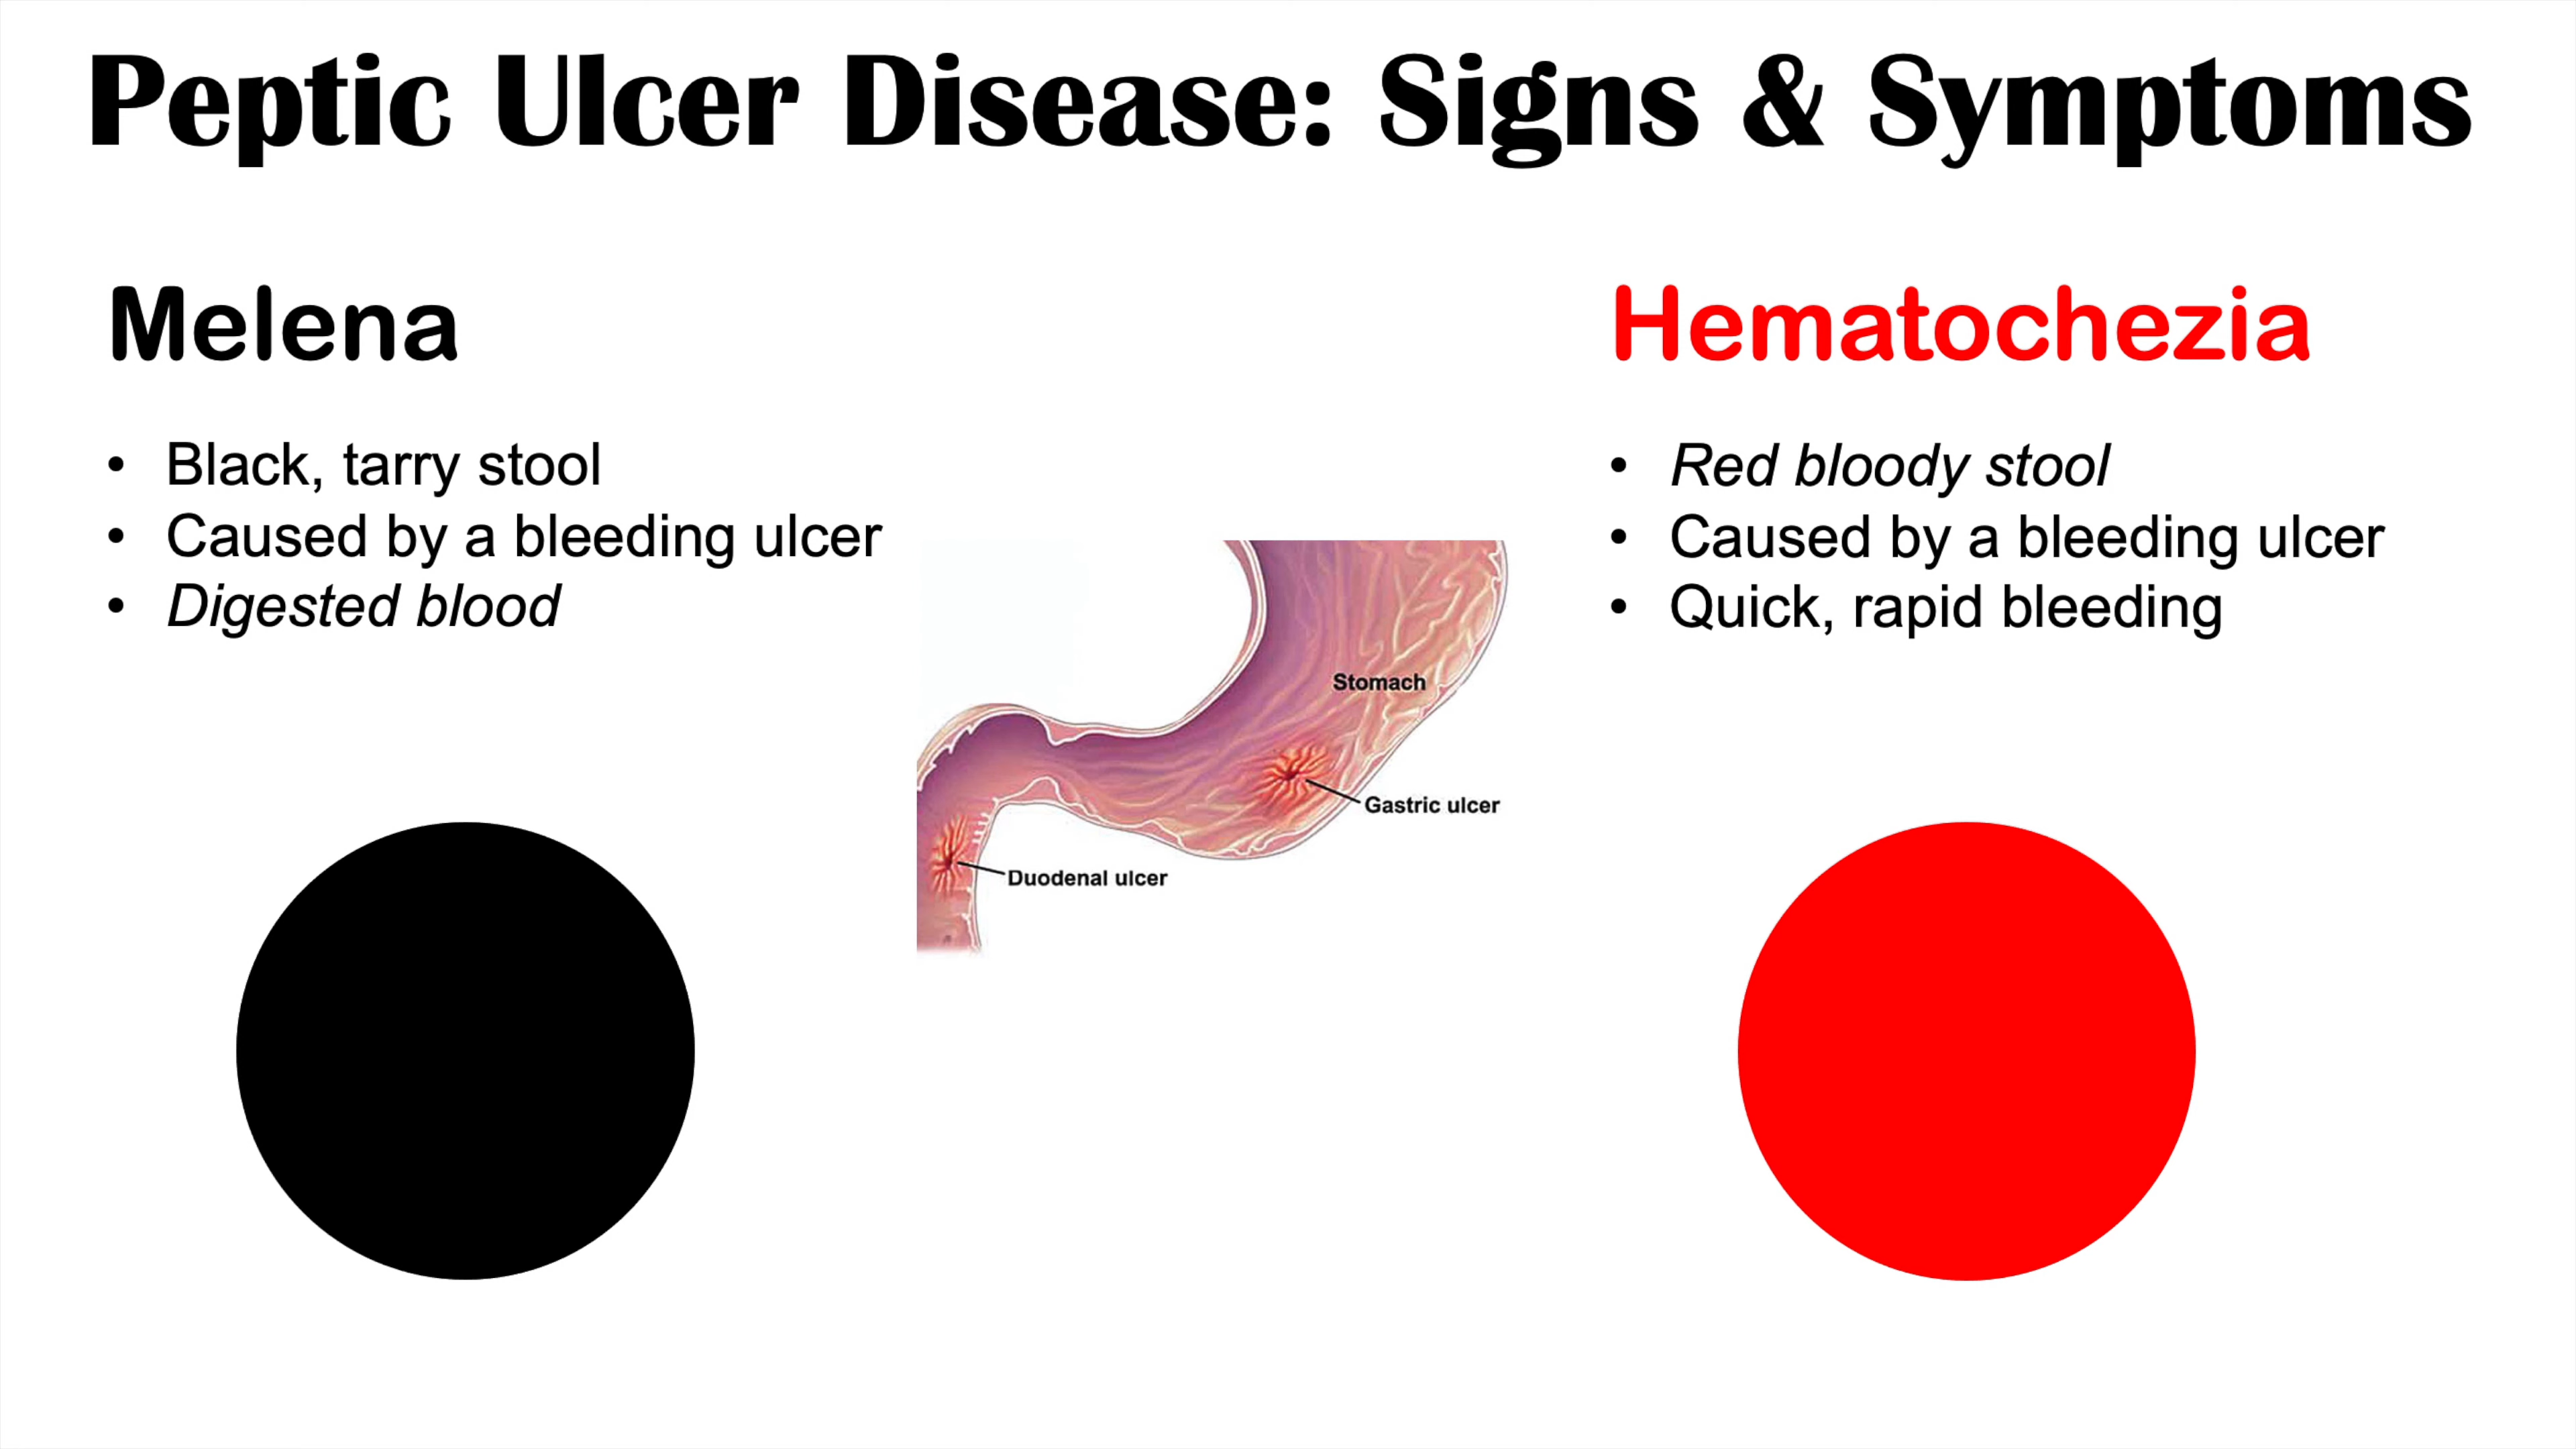 Peptic Ulcer Disease: Signs & Symptoms
Melena
• Black, tarry stool
• Caused by a bleeding ulcer
• Digested blood
Stomach
Gastric ulcer
Duodenal ulcer
Hematochezia
• Red bloody stool
• Caused by a bleeding ulcer
• Quick, rapid bleeding